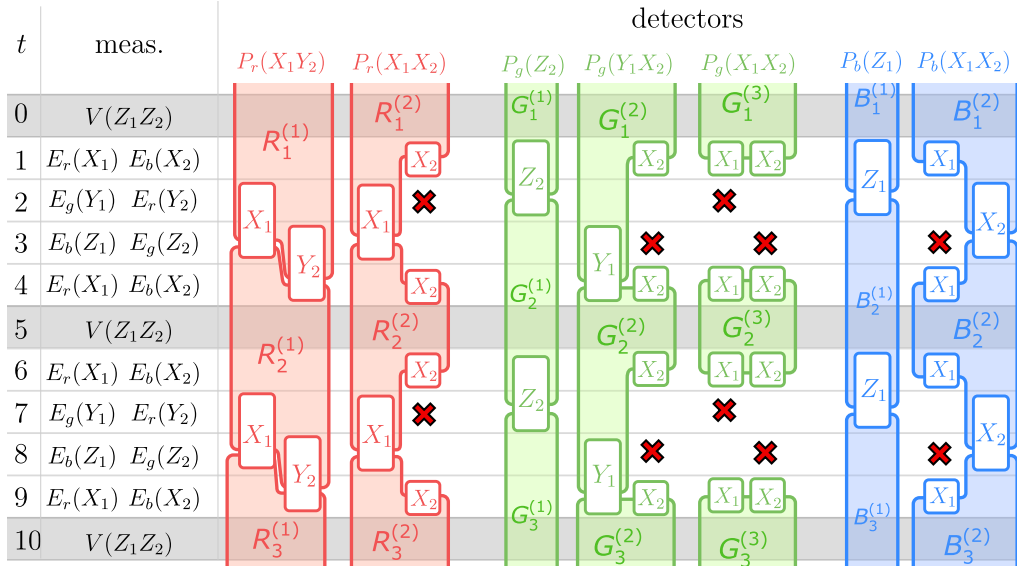 detectors
t meas. P_r(X_1Y_2) P_r(X_1X_2) P_g(Z_2) P_g(Y_1X_2) P_g(X_1X_2) P_b(Z_1) P_b(X_1X_2)
0 V(Z_1Z_2) R_1^{(1)} R_1^{(2)} G_1^{(1)} G_1^{(2)} G_1^{(3)} B_1^{(1)} B_1^{(2)}
1 E_r(X_1) E_b(X_2) X_2 Z_2 X_2 X_1 X_2 Z_1 X_1
2 E_g(Y_1) E_r(Y_2) X_1 X_1 X_2
3 E_b(Z_1) E_g(Z_2) Y_2 Y_1
4 E_r(X_1) E_b(X_2) X_2 G_2^{(1)} X_2 X_1 X_2 B_2^{(1)} X_1
5 V(Z_1Z_2) R_2^{(1)} R_2^{(2)} G_2^{(2)} G_2^{(3)} B_2^{(2)}
6 E_r(X_1) E_b(X_2) X_2 Z_2 X_2 X_1 X_2 Z_1 X_1
7 E_g(Y_1) E_r(Y_2) X_1 X_1 X_2
8 E_b(Z_1) E_g(Z_2) Y_2 Y_1
9 E_r(X_1) E_b(X_2) X_2 G_3^{(1)} X_2 X_1 X_2 B_3^{(1)} X_1
10 V(Z_1Z_2) R_3^{(1)} R_3^{(2)} G_3^{(2)} G_3^{(3)} B_3^{(2)}